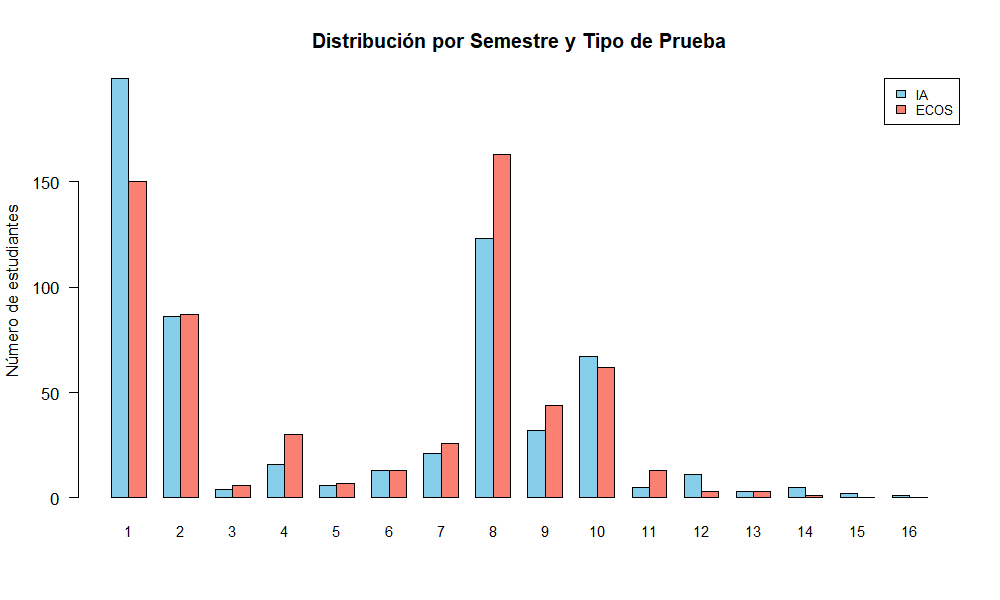 Distribución por Semestre y Tipo de Prueba
IA
ECOS
Número de estudiantes
150
100
50
0
1 2 3 4 5 6 7 8 9 10 11 12 13 14 15 16